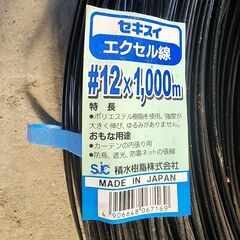 セキスイ
エクセル線
#12×1,000m
特長
●ポリエステル樹脂を使用。強度が
大きく伸び、ゆるみがありません。
おもな用途
●カーテンの内張り用
●防鳥、遮光、防霜ネットの張線
SJC 積水樹脂株式会社
MADE IN JAPAN
4 906648 067169